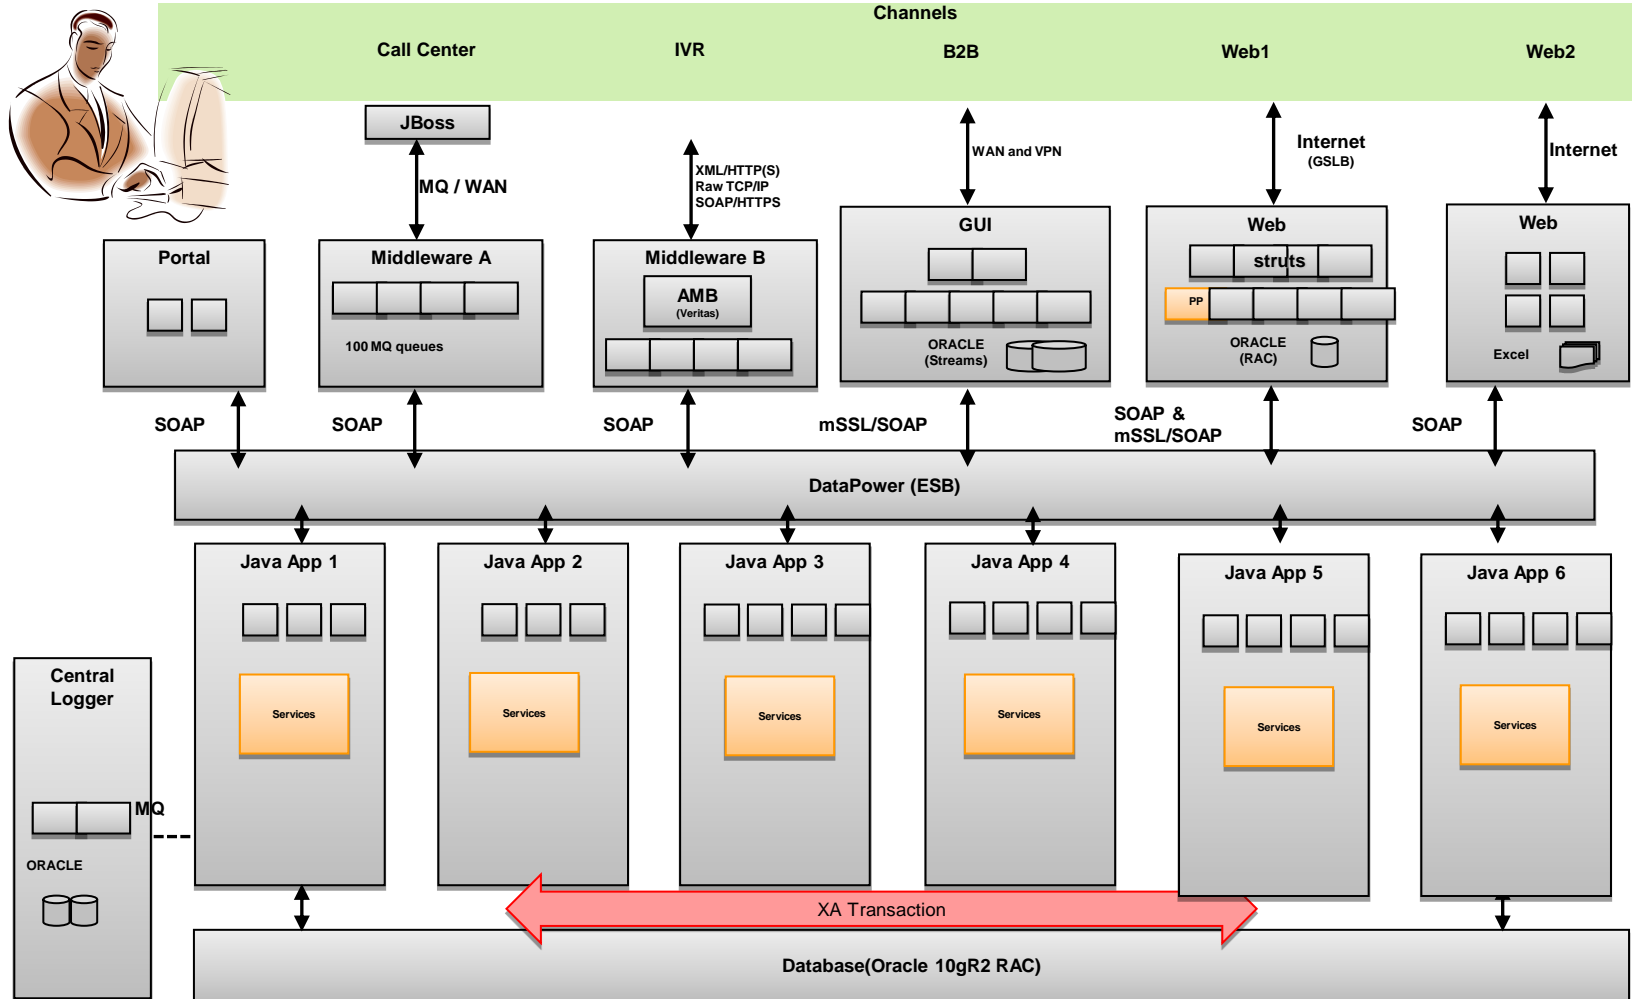 Channels
Call Center
IVR
B2B
Web1
Web2
JBoss
MQ / WAN
XML/HTTP(S)
Raw TCP/IP
SOAP/HTTPS
WAN and VPN
Internet
(GSLB)
Internet
Portal
Middleware A
100 MQ queues
Middleware B
AMB
(Veritas)
GUI
ORACLE
(Streams)
Web
struts
PP
ORACLE
(RAC)
Web
Excel
SOAP
SOAP
SOAP
mSSL/SOAP
SOAP &
mSSL/SOAP
SOAP
DataPower (ESB)
Java App 1
Java App 2
Java App 3
Java App 4
Java App 5
Java App 6
Services
Services
Services
Services
Services
Services
Central
Logger
MQ
ORACLE
XA Transaction
Database(Oracle 10gR2 RAC)